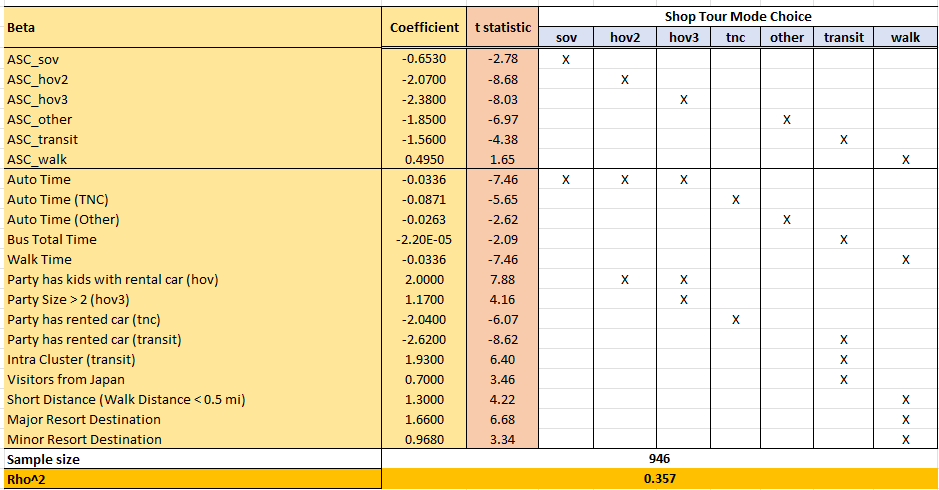 Beta Coefficient t statistic Shop Tour Mode Choice
sov hov2 hov3 tnc other transit walk
ASC_sov -0.6530 -2.78 X
ASC_hov2 -2.0700 -8.68 X
ASC_hov3 -2.3800 -8.03 X
ASC_other -1.8500 -6.97 X
ASC_transit -1.5600 -4.38 X
ASC_walk 0.4950 1.65 X
Auto Time -0.0336 -7.46 X X X
Auto Time (TNC) -0.0871 -5.65 X
Auto Time (Other) -0.0263 -2.62 X
Bus Total Time -2.20E-05 -2.09 X
Walk Time -0.0336 -7.46 X
Party has kids with rental car (hov) 2.0000 7.88 X X
Party Size > 2 (hov3) 1.1700 4.16 X
Party has rented car (tnc) -2.0400 -6.07 X
Party has rented car (transit) -2.6200 -8.62 X
Intra Cluster (transit) 1.9300 6.40 X
Visitors from Japan 0.7000 3.46 X
Short Distance (Walk Distance < 0.5 mi) 1.3000 4.22 X
Major Resort Destination 1.6600 6.68 X
Minor Resort Destination 0.9680 3.34 X
Sample size 946
Rho^2 0.357